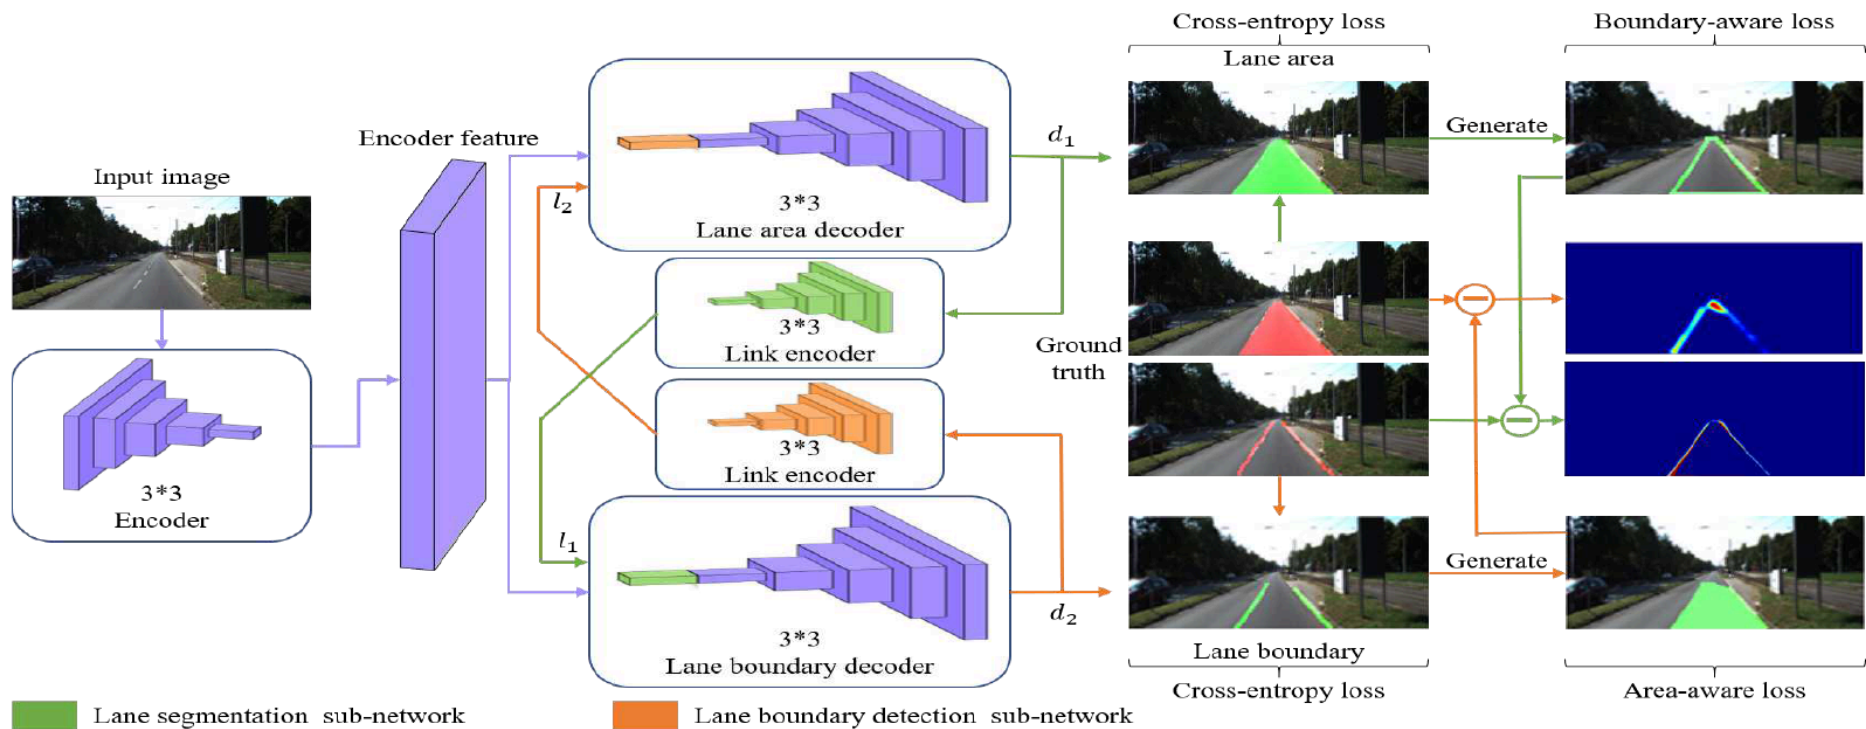 Cross-entropy loss
Boundary-aware loss
Lane area
Encoder feature
d₁
Generate
Input image
l₂
3*3
Lane area decoder
3*3
Link encoder
Ground
truth
3*3
Link encoder
3*3
Encoder
l₁
Generate
d₂
3*3
Lane boundary decoder
Lane boundary
Cross-entropy loss
Area-aware loss
Lane segmentation sub-network
Lane boundary detection sub-network